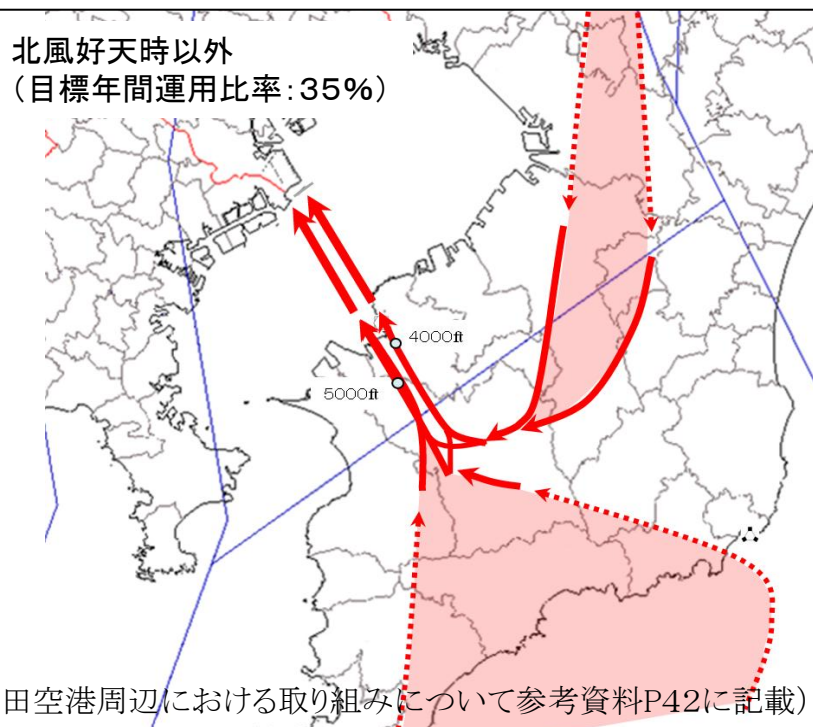 北風好天時以外
（目標年間運用比率：35%）
4000ft
5000ft
田空港周辺における取り組みについて参考資料P42に記載）